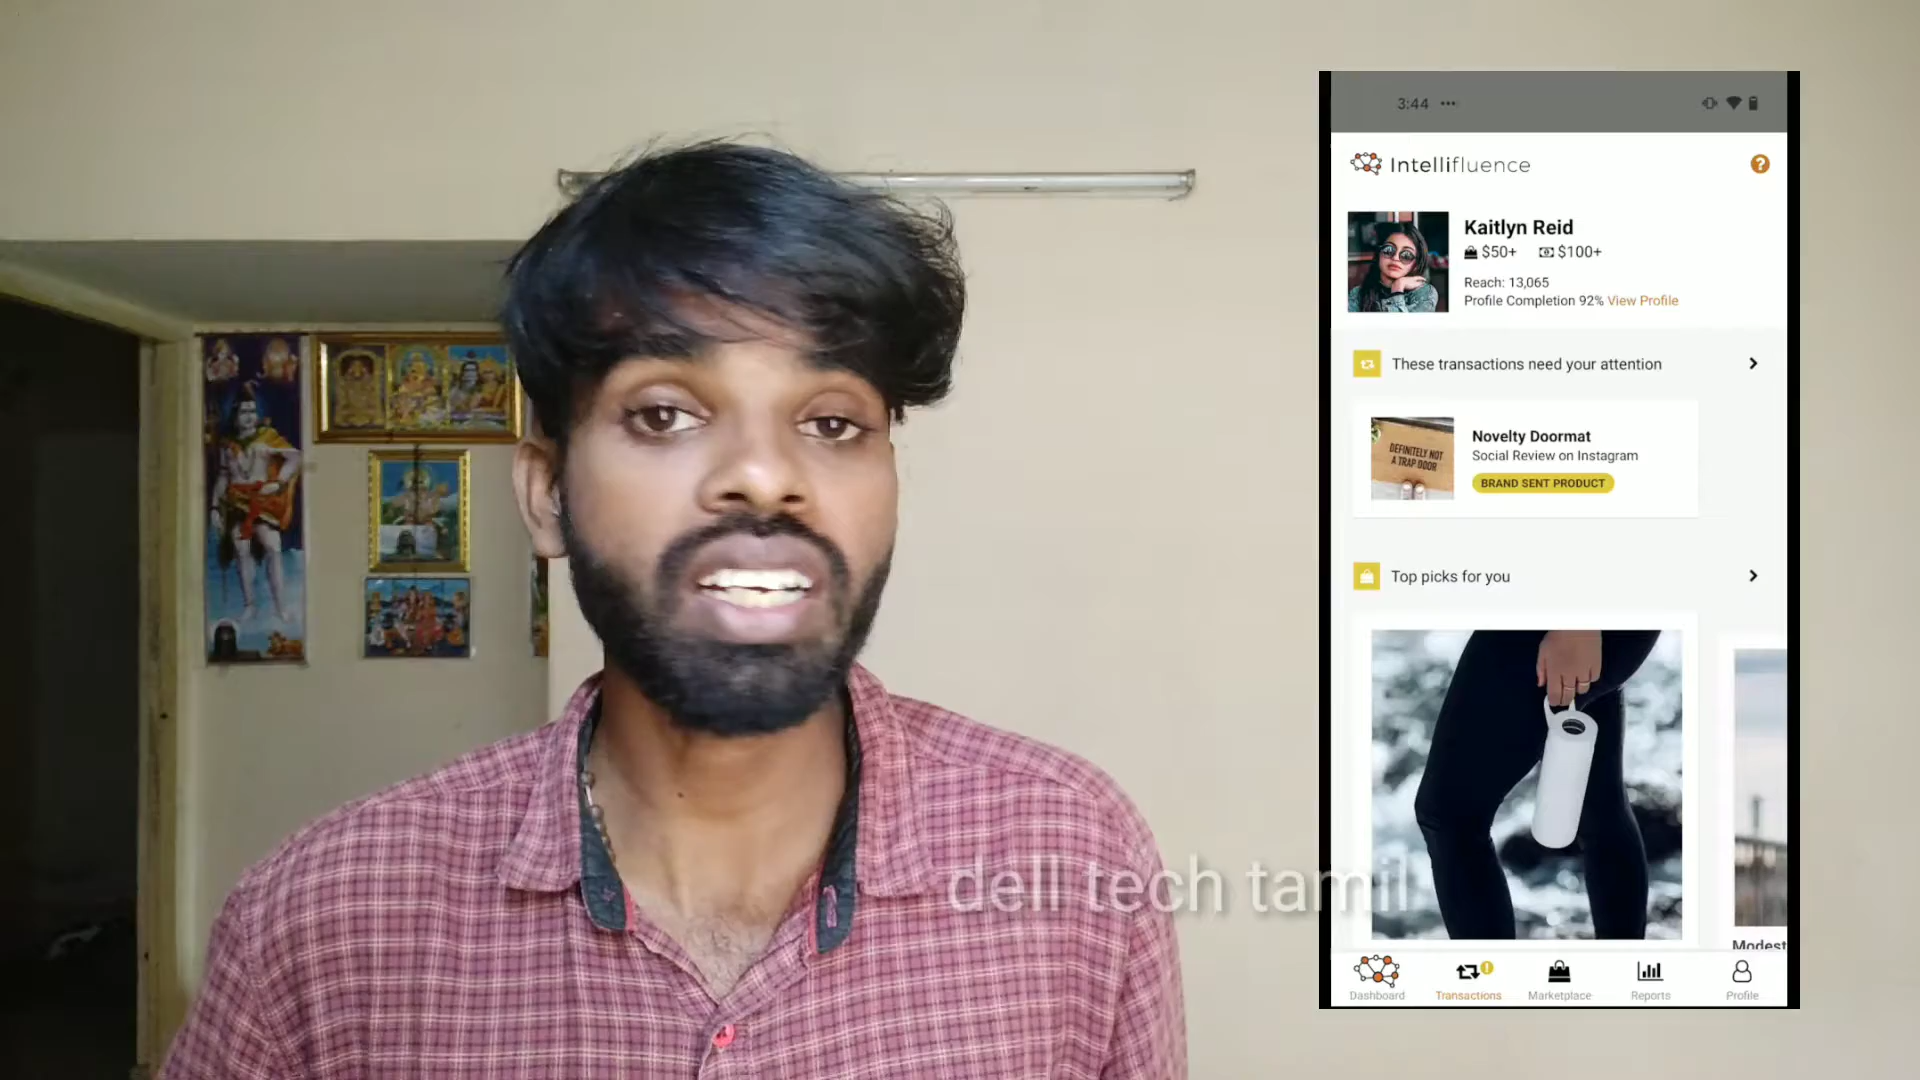 3:44
Intellifluence
?
Kaitlyn Reid
$50+ $100+
Reach: 13,065
Profile Completion 92% View Profile
These transactions need your attention
DEFINITELY NOT
A TRAP DOOR
Novelty Doormat
Social Review on Instagram
BRAND SENT PRODUCT
Top picks for you
dell tech tamil
Modest
Dashboard Transactions Marketplace Reports Profile